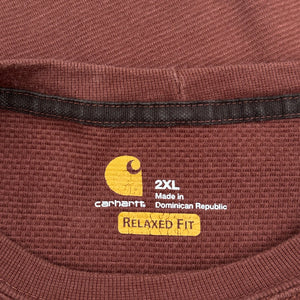 carhartt
2XL
Made in
Dominican Republic
RELAXED FIT